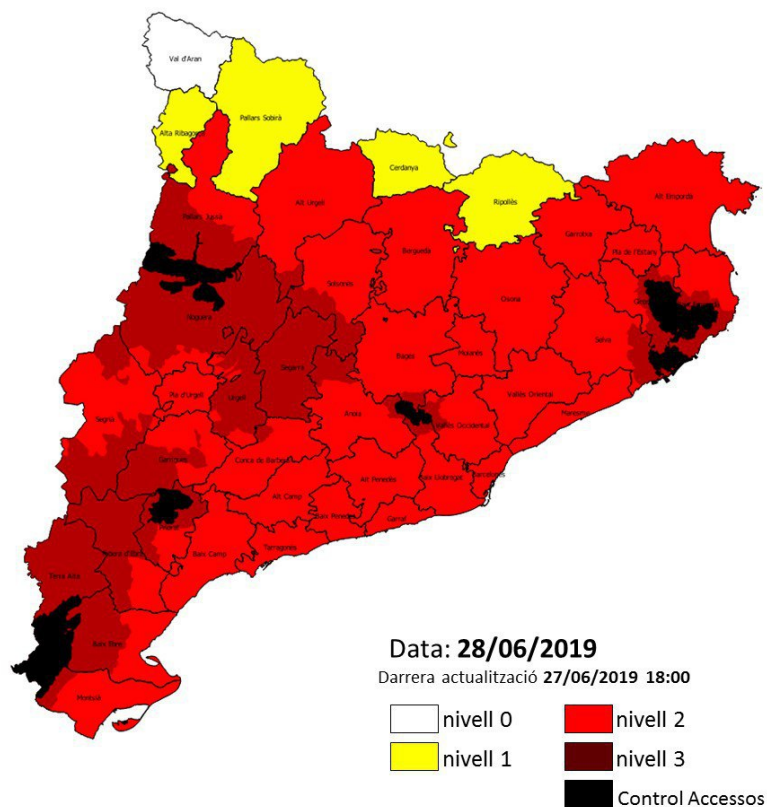 Val d'Aran
Pallars Sobirà
Alta Ribagorça
Cerdanya
Ripollès
Alt Urgell
Alt Empordà
Pallars Jussà
Berguedà
Garrotxa
Pla de l'Estany
Solsonès
Osona
Noguera
Selva
Bages
Moianès
Segarra
Pla d'Urgell
Urgell
Vallès Oriental
Segrià
Anoia
Maresme
Vallès Occidental
Garrigues
Conca de Barberà
Alt Penedès
Baix Llobregat
Barcelonès
Alt Camp
Priorat
Baix Penedès
Garraf
Ribera d'Ebre
Baix Camp
Tarragonès
Terra Alta
Baix Ebre
Montsià
Data: 28/06/2019
Darrera actualització 27/06/2019 18:00
nivell 0
nivell 2
nivell 1
nivell 3
Control Accessos